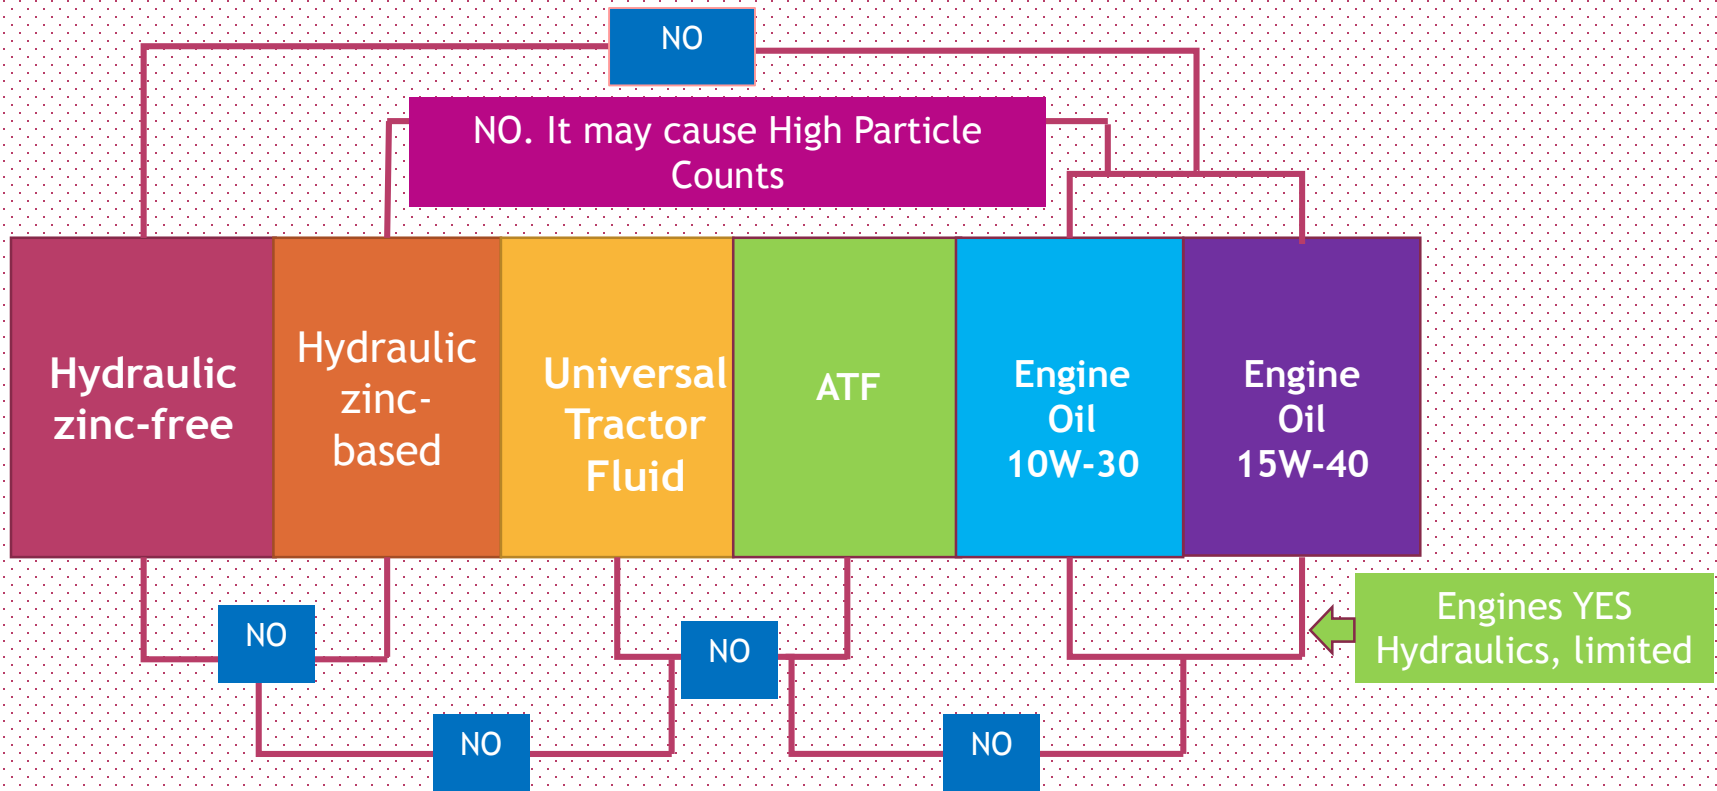 NO
NO. It may cause High Particle
Counts
Hydraulic
zinc-free
Hydraulic
zinc-
based
Universal
Tractor
Fluid
ATF
Engine
Oil
10W-30
Engine
Oil
15W-40
NO
NO
Engines YES
Hydraulics, limited
NO
NO